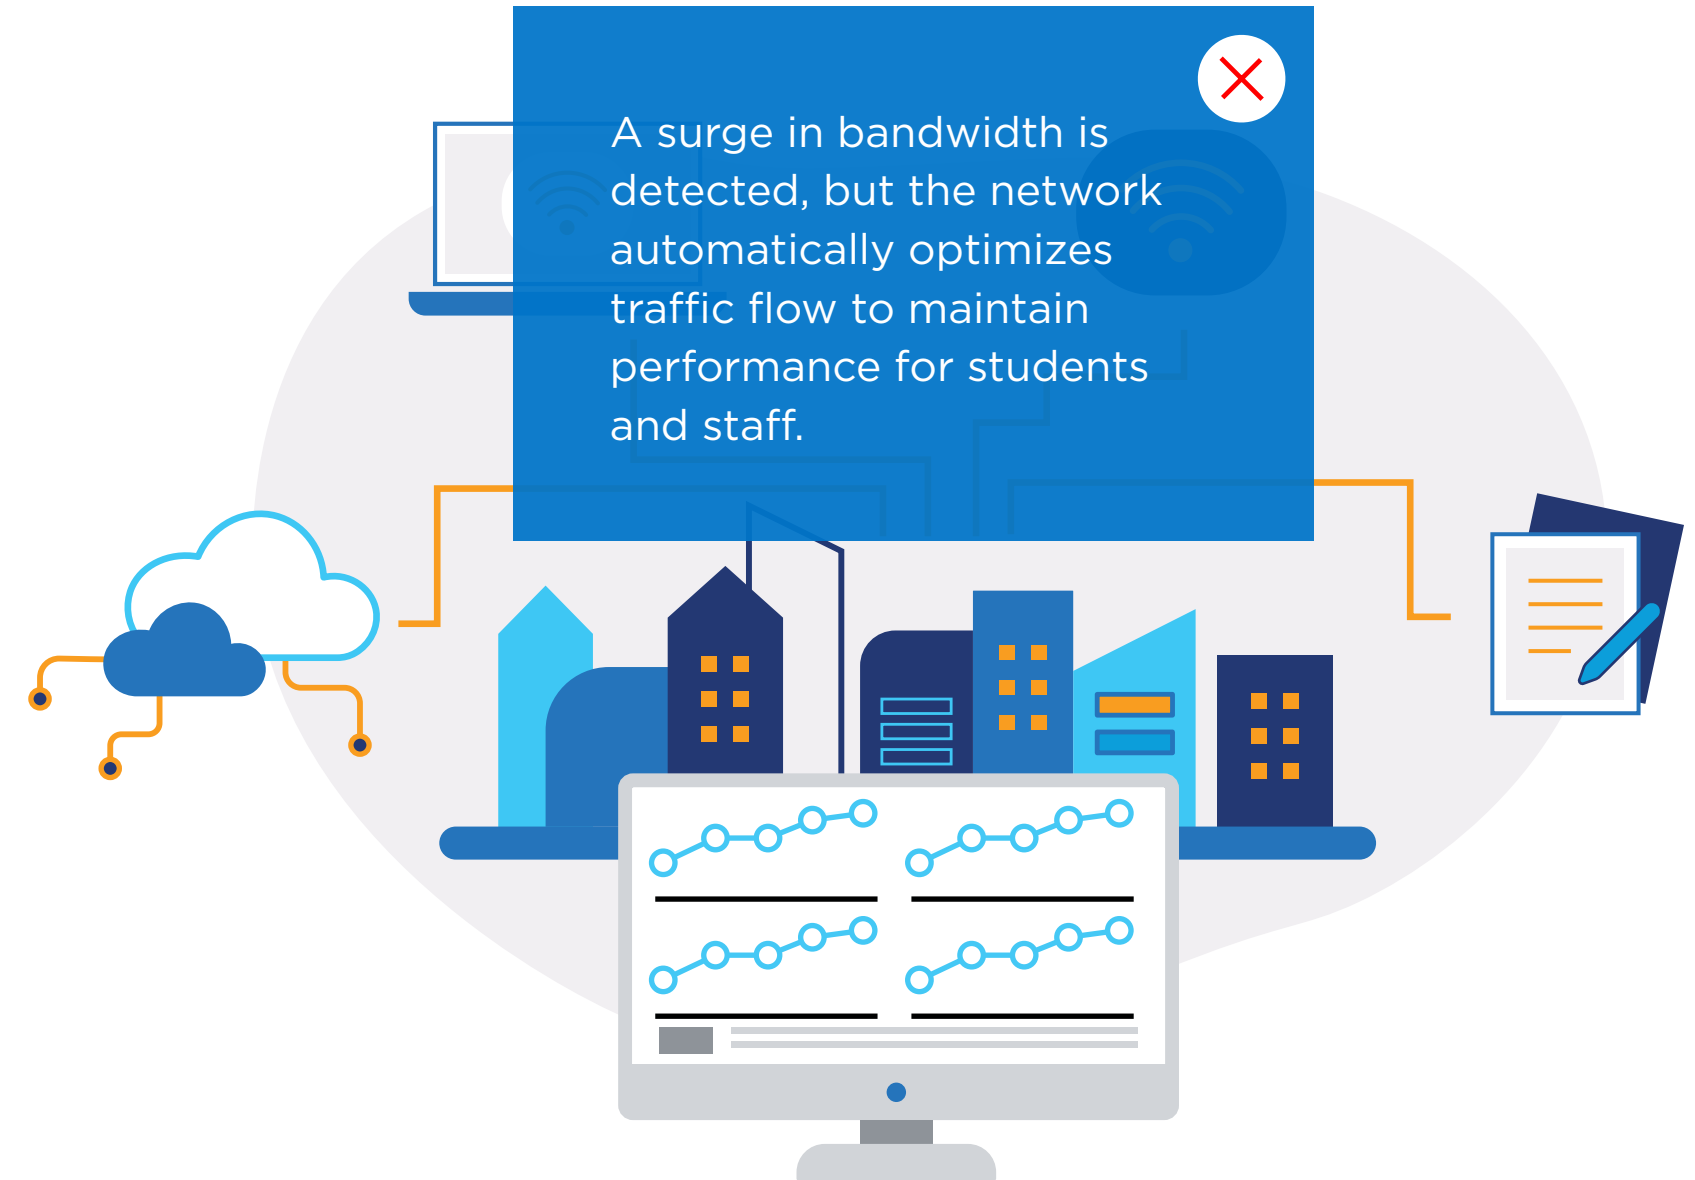 A surge in bandwidth is
detected, but the network
automatically optimizes
traffic flow to maintain
performance for students
and staff.